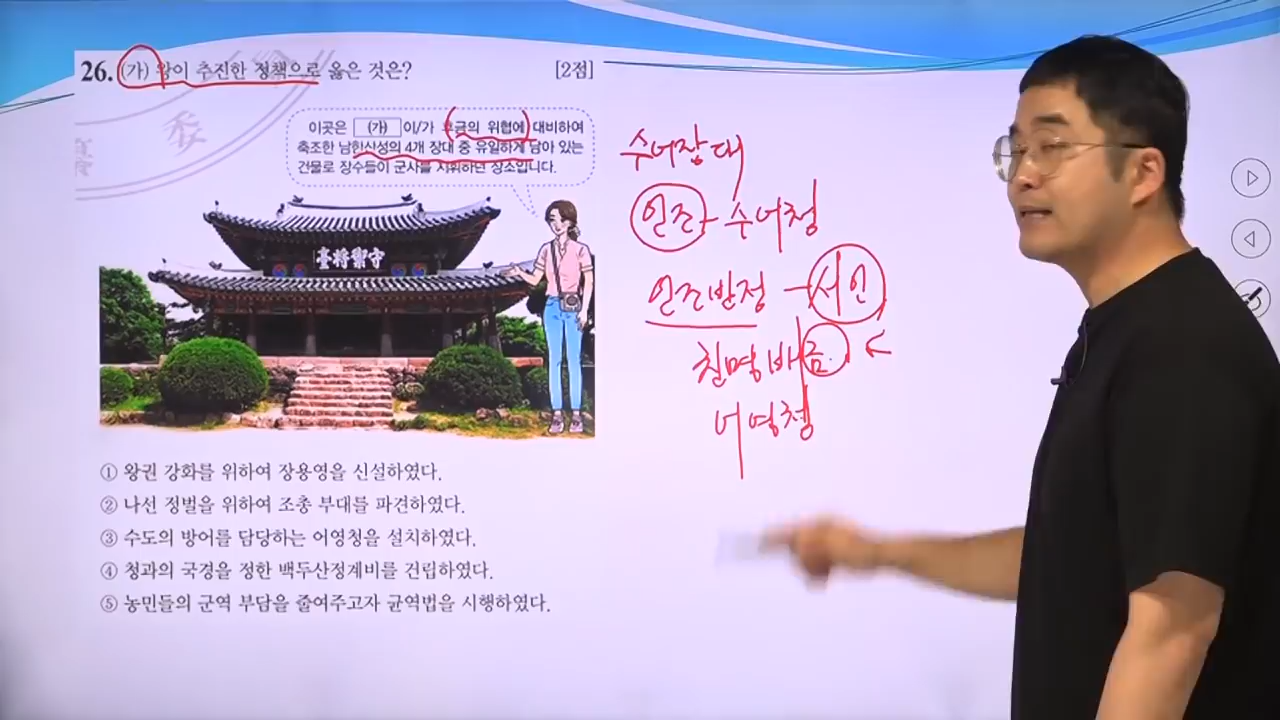 26. (가) 왕이 추진한 정책으로 옳은 것은? [2점]
이곳은 (가) 이/가 후금의 위협에 대비하여
축조한 남한산성의 4개 장대 중 유일하게 남아 있는
건물로 장수들이 군사를 지휘하던 장소입니다.
臺將禦守
수어장대
인조 - 수어청
인조반정 - 서인
친명배금
어영청
① 왕권 강화를 위하여 장용영을 신설하였다.
② 나선 정벌을 위하여 조총 부대를 파견하였다.
③ 수도의 방어를 담당하는 어영청을 설치하였다.
④ 청과의 국경을 정한 백두산정계비를 건립하였다.
⑤ 농민들의 군역 부담을 줄여주고자 균역법을 시행하였다.